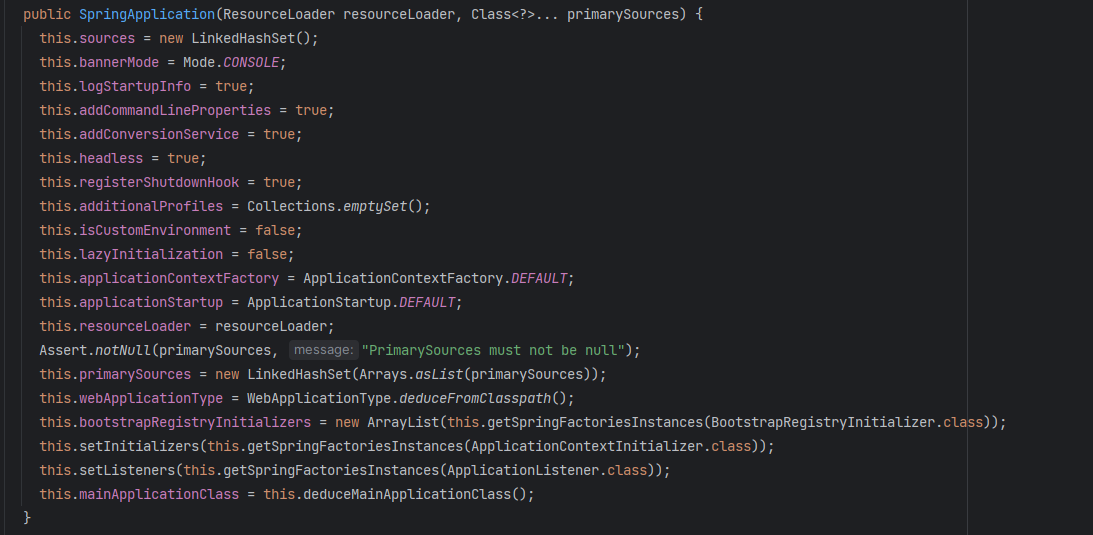 public SpringApplication(ResourceLoader resourceLoader, Class<?>... primarySources) {
this.sources = new LinkedHashSet();
this.bannerMode = Mode.CONSOLE;
this.logStartupInfo = true;
this.addCommandLineProperties = true;
this.addConversionService = true;
this.headless = true;
this.registerShutdownHook = true;
this.additionalProfiles = Collections.emptySet();
this.isCustomEnvironment = false;
this.lazyInitialization = false;
this.applicationContextFactory = ApplicationContextFactory.DEFAULT;
this.applicationStartup = ApplicationStartup.DEFAULT;
this.resourceLoader = resourceLoader;
Assert.notNull(primarySources, message: "PrimarySources must not be null");
this.primarySources = new LinkedHashSet(Arrays.asList(primarySources));
this.webApplicationType = WebApplicationType.deduceFromClasspath();
this.bootstrapRegistryInitializers = new ArrayList(this.getSpringFactoriesInstances(BootstrapRegistryInitializer.class));
this.setInitializers(this.getSpringFactoriesInstances(ApplicationContextInitializer.class));
this.setListeners(this.getSpringFactoriesInstances(ApplicationListener.class));
this.mainApplicationClass = this.deduceMainApplicationClass();
}